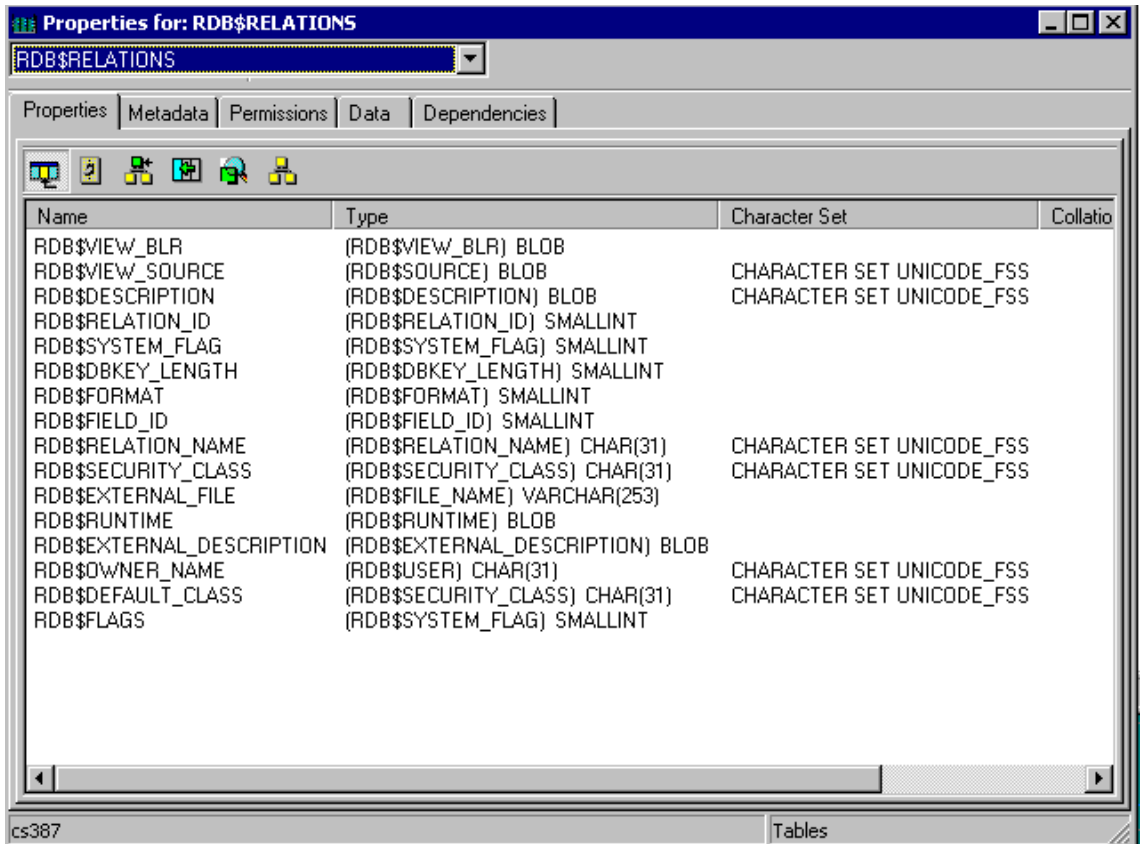 Properties for: RDB$RELATIONS
RDB$RELATIONS
Properties Metadata Permissions Data Dependencies
Name Type Character Set Collatio
RDB$VIEW_BLR (RDB$VIEW_BLR) BLOB
RDB$VIEW_SOURCE (RDB$SOURCE) BLOB CHARACTER SET UNICODE_FSS
RDB$DESCRIPTION (RDB$DESCRIPTION) BLOB CHARACTER SET UNICODE_FSS
RDB$RELATION_ID (RDB$RELATION_ID) SMALLINT
RDB$SYSTEM_FLAG (RDB$SYSTEM_FLAG) SMALLINT
RDB$DBKEY_LENGTH (RDB$DBKEY_LENGTH) SMALLINT
RDB$FORMAT (RDB$FORMAT) SMALLINT
RDB$FIELD_ID (RDB$FIELD_ID) SMALLINT
RDB$RELATION_NAME (RDB$RELATION_NAME) CHAR(31) CHARACTER SET UNICODE_FSS
RDB$SECURITY_CLASS (RDB$SECURITY_CLASS) CHAR(31) CHARACTER SET UNICODE_FSS
RDB$EXTERNAL_FILE (RDB$FILE_NAME) VARCHAR(253)
RDB$RUNTIME (RDB$RUNTIME) BLOB
RDB$EXTERNAL_DESCRIPTION (RDB$EXTERNAL_DESCRIPTION) BLOB
RDB$OWNER_NAME (RDB$USER) CHAR(31) CHARACTER SET UNICODE_FSS
RDB$DEFAULT_CLASS (RDB$SECURITY_CLASS) CHAR(31) CHARACTER SET UNICODE_FSS
RDB$FLAGS (RDB$SYSTEM_FLAG) SMALLINT
cs387 Tables